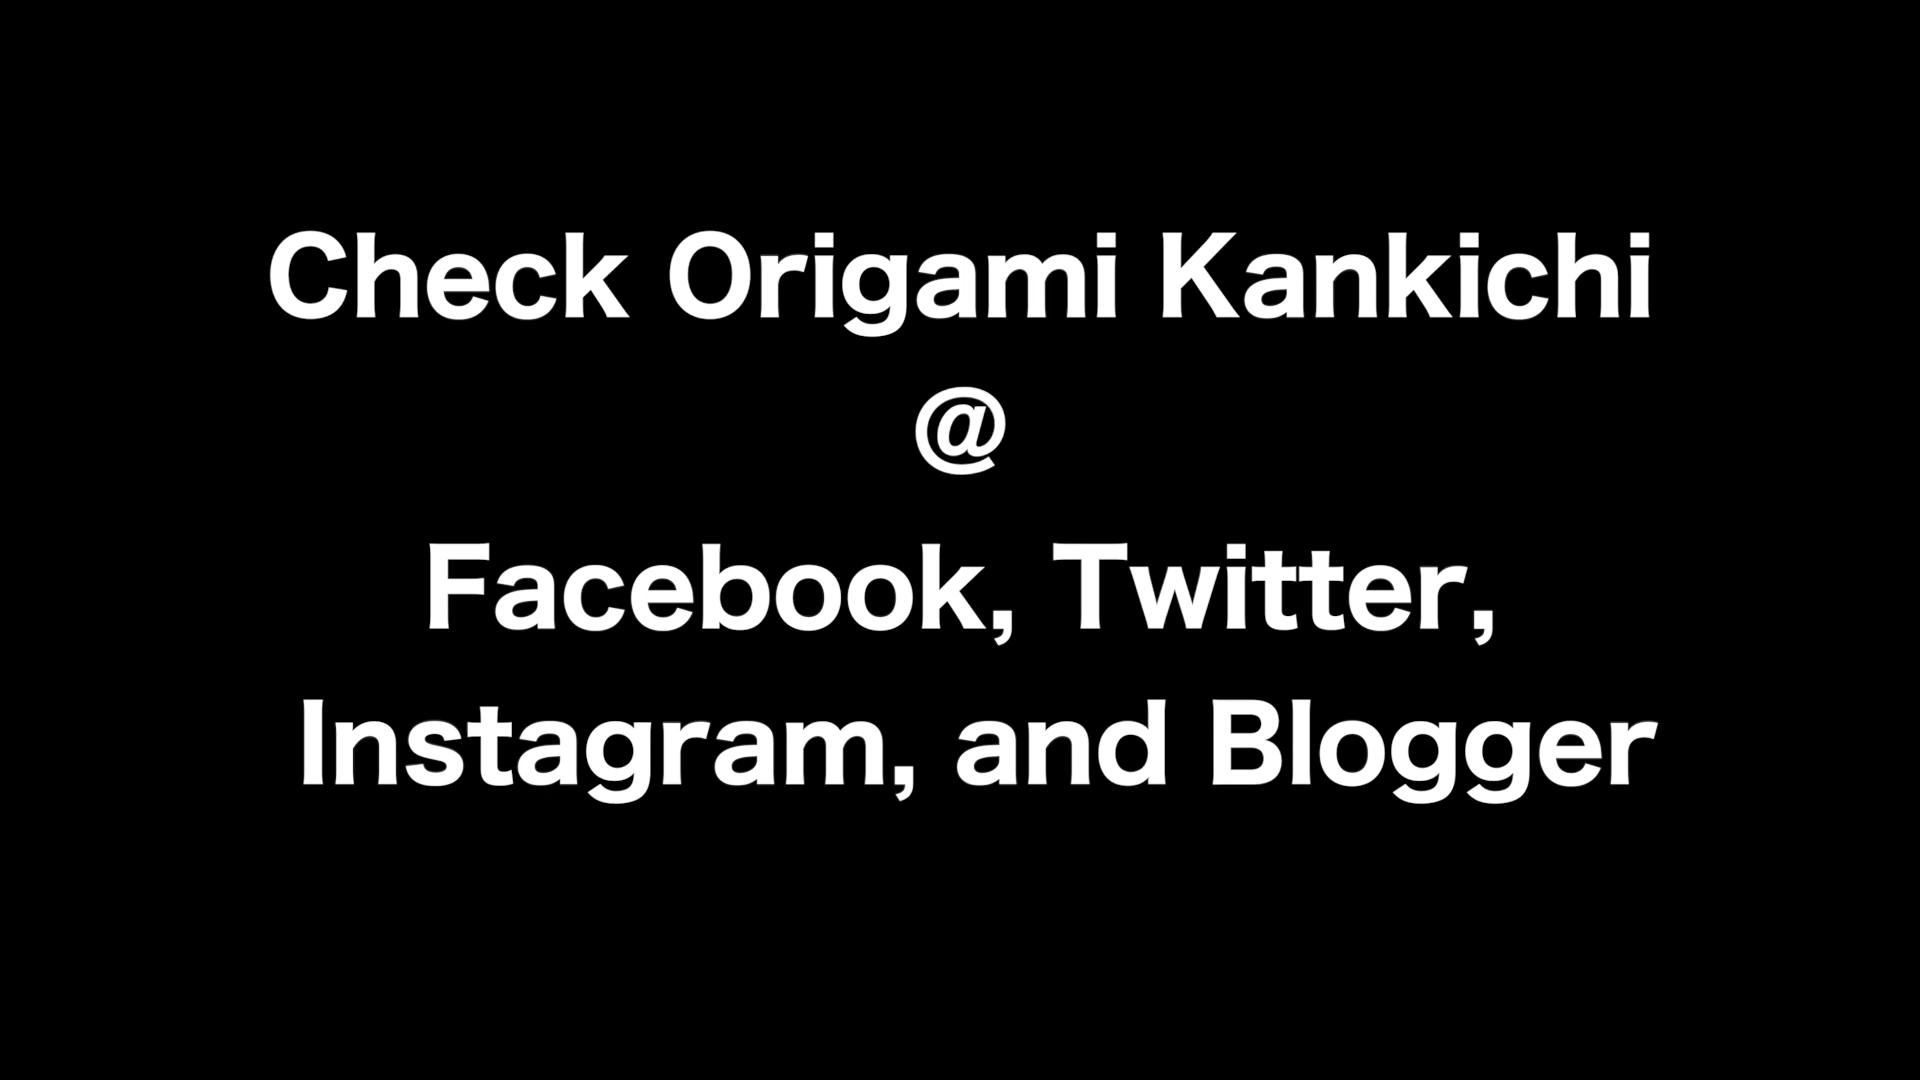 Check Origami Kankichi
@
Facebook, Twitter,
Instagram, and Blogger